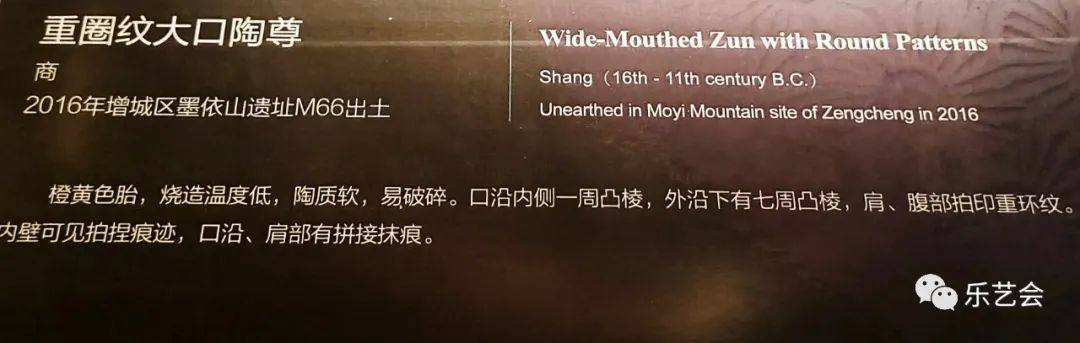 重圈纹大口陶尊
商
2016年增城区墨依山遗址M66出土
Wide-Mouthed Zun with Round Patterns
Shang（16th - 11th century B.C.）
Unearthed in Moyi Mountain site of Zengcheng in 2016
橙黄色胎，烧造温度低，陶质软，易破碎。口沿内侧一周凸棱，外沿下有七周凸棱，肩、腹部拍印重环纹。
内壁可见拍捏痕迹，口沿、肩部有拼接抹痕。
乐艺会